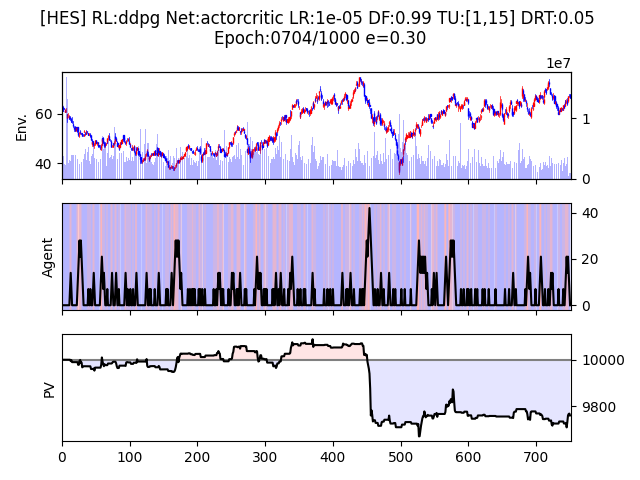 [HES] RL:ddpg Net:actorcritic LR:1e-05 DF:0.99 TU:[1,15] DRT:0.05
Epoch:0704/1000 e=0.30
1e7
Env.
60
40
1
0
Agent
40
20
0
PV
10000
9800
0 100 200 300 400 500 600 700